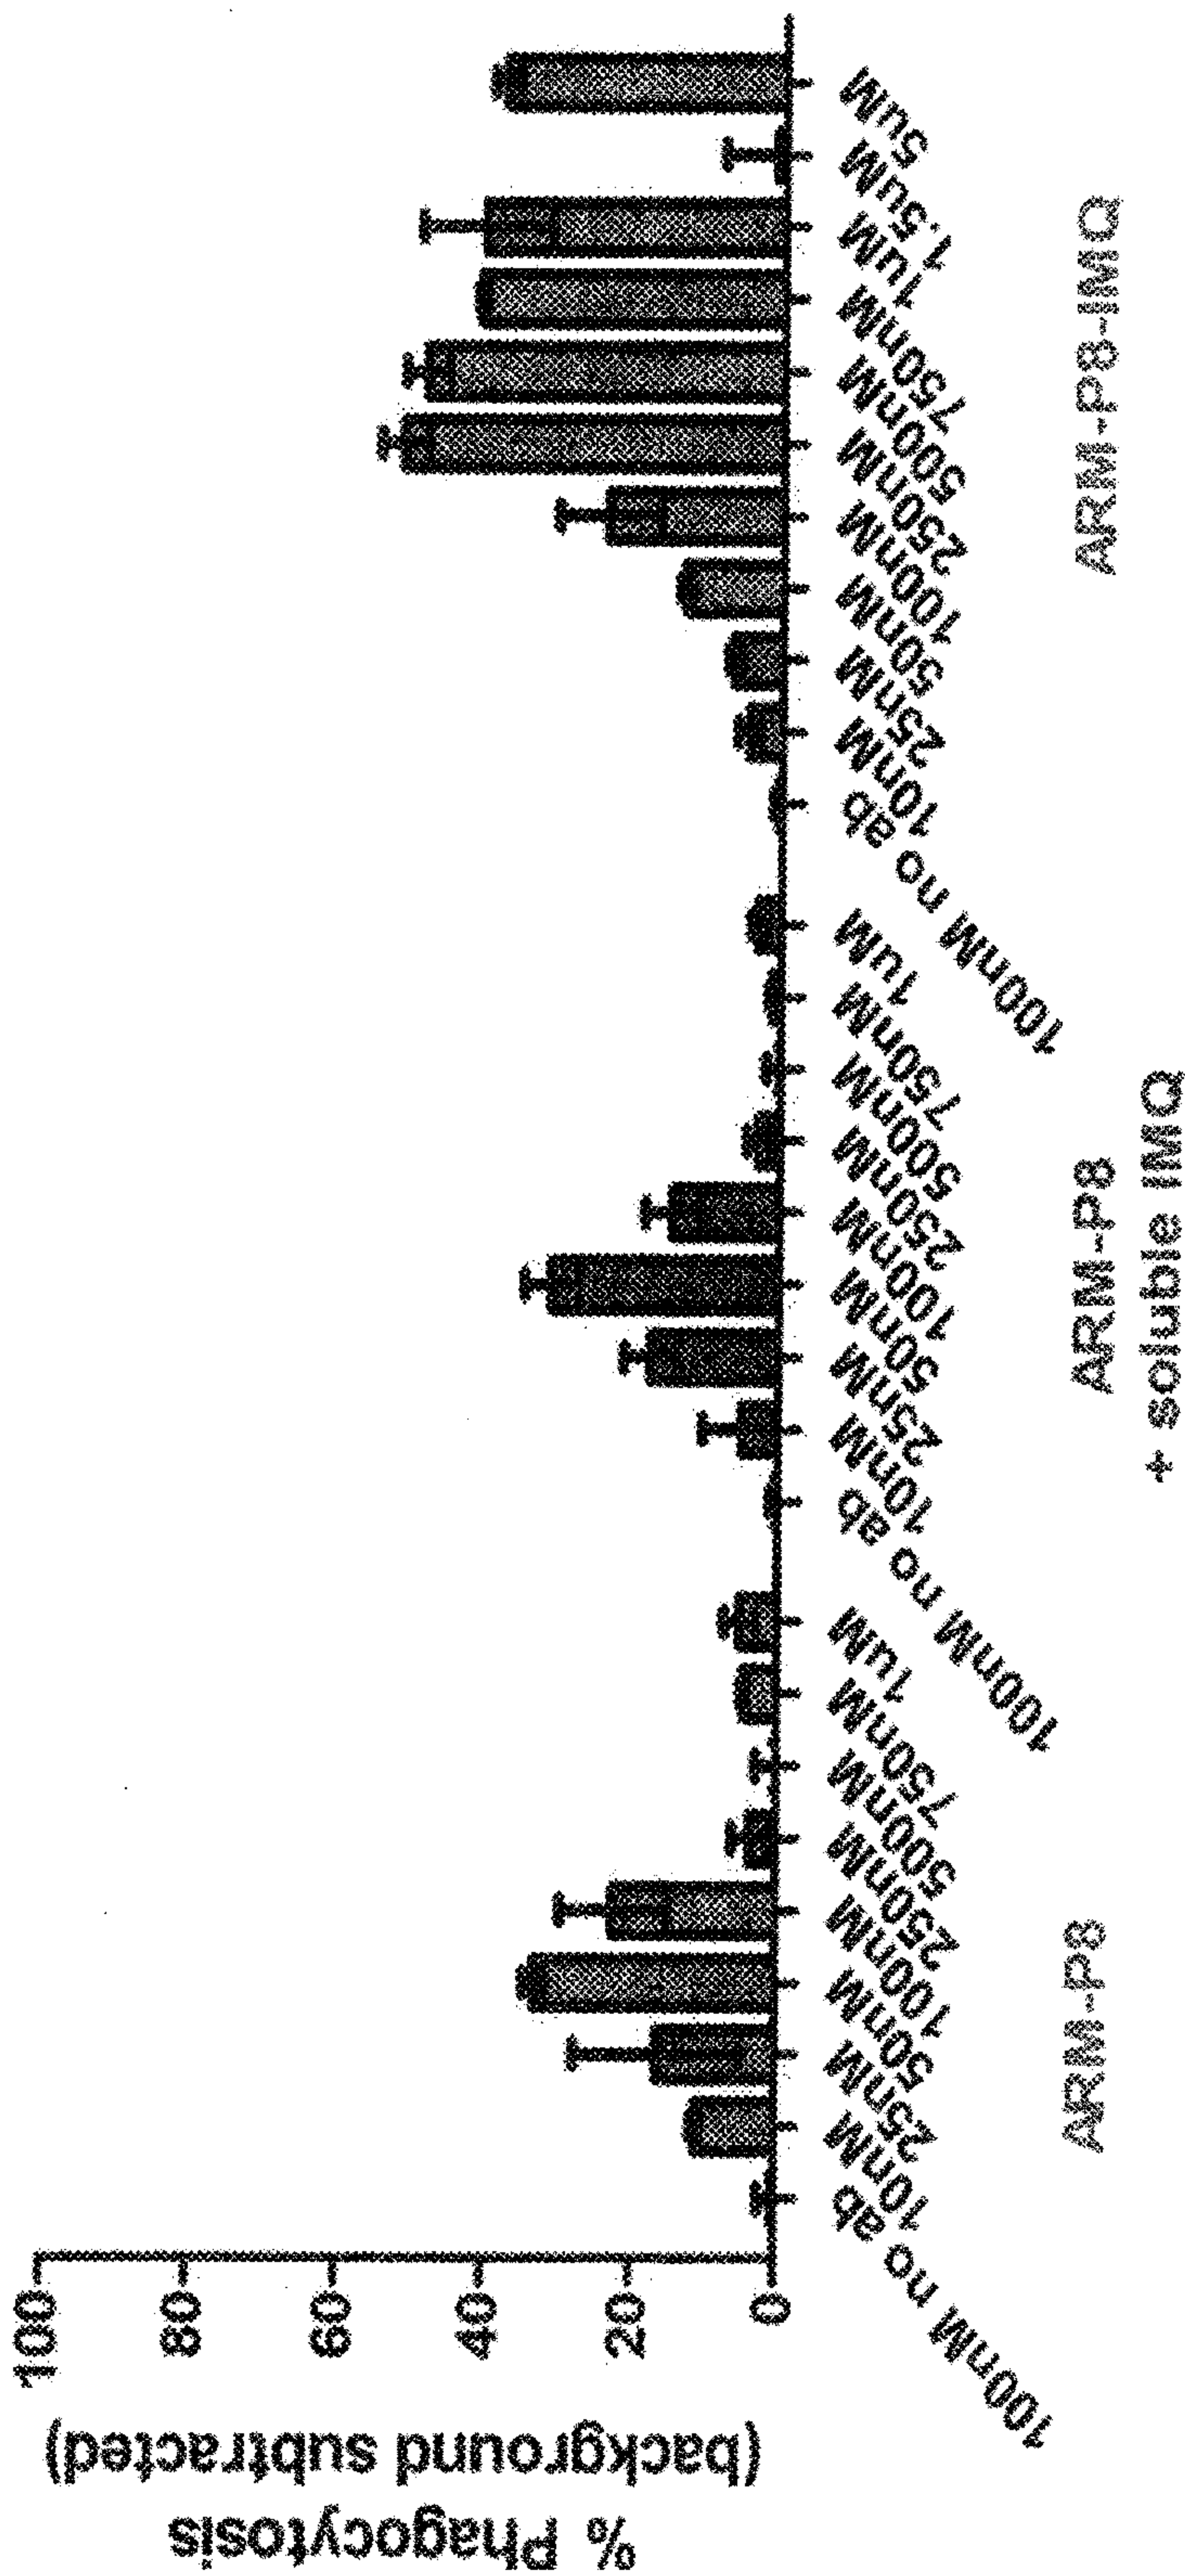 % Phagocytosis
(background subtracted)
100
80
60
40
20
0
100nM no ab
10nM
25nM
50nM
100nM
250nM
500nM
750nM
1uM
100nM no ab
10nM
25nM
50nM
100nM
250nM
500nM
750nM
1uM
100nM no ab
10nM
25nM
50nM
100nM
250nM
500nM
750nM
1uM
1.5uM
5uM
ARM-P8
ARM-P8
+ soluble IMQ
ARM-P8-IMQ